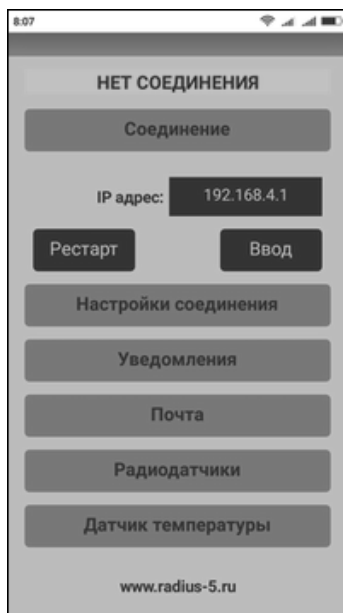 8:07
НЕТ СОЕДИНЕНИЯ
Соединение
IP адрес: 192.168.4.1
Рестарт Ввод
Настройки соединения
Уведомления
Почта
Радиодатчики
Датчик температуры
www.radius-5.ru